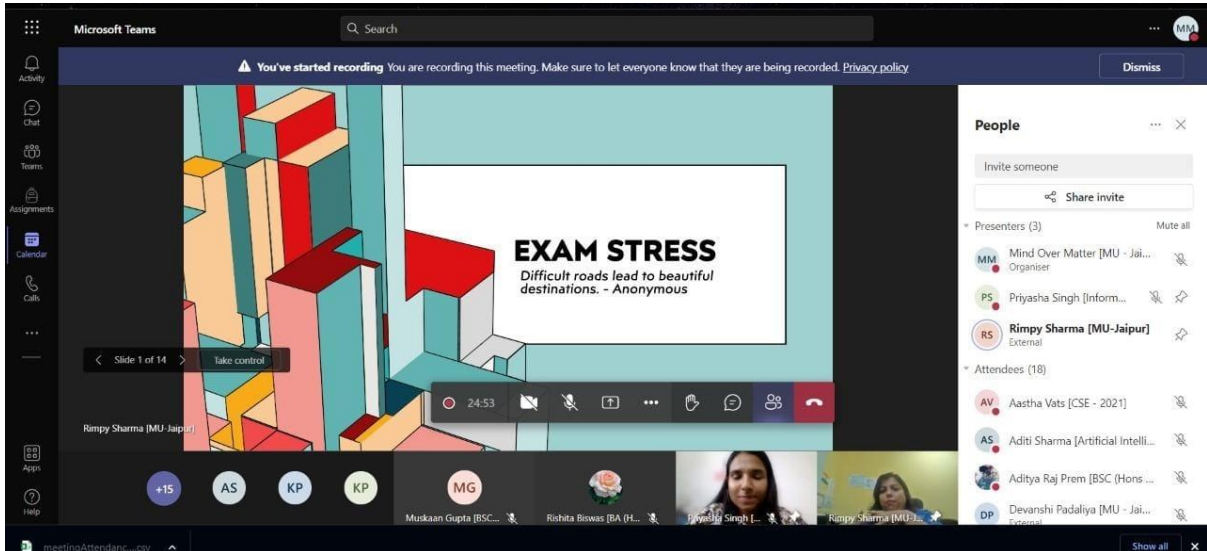 Microsoft Teams
Search
MM
Activity
Chat
Teams
Assignments
Calendar
Calls
Apps
Help
You've started recording You are recording this meeting. Make sure to let everyone know that they are being recorded. Privacy policy
Dismiss
EXAM STRESS
Difficult roads lead to beautiful
destinations. - Anonymous
Slide 1 of 14
Take control
24:53
Rimpy Sharma [MU-Jaipur]
+15
AS
KP
KP
MG
Muskaan Gupta [BSC...
Rishita Biswas [BA (H...
Priyasha Singh [...
Rimpy Sharma [MU-J...
People
Invite someone
Share invite
Presenters (3)
Mute all
MM
Mind Over Matter [MU - Jai...
Organiser
PS
Priyasha Singh [Inform...
RS
Rimpy Sharma [MU-Jaipur]
External
Attendees (18)
AV
Aastha Vats [CSE - 2021]
AS
Aditi Sharma [Artificial Intelli...
Aditya Raj Prem [BSC (Hons ...
DP
Devanshi Padaliya [MU - Jai...
External
meetingAttendanc....csv
Show all